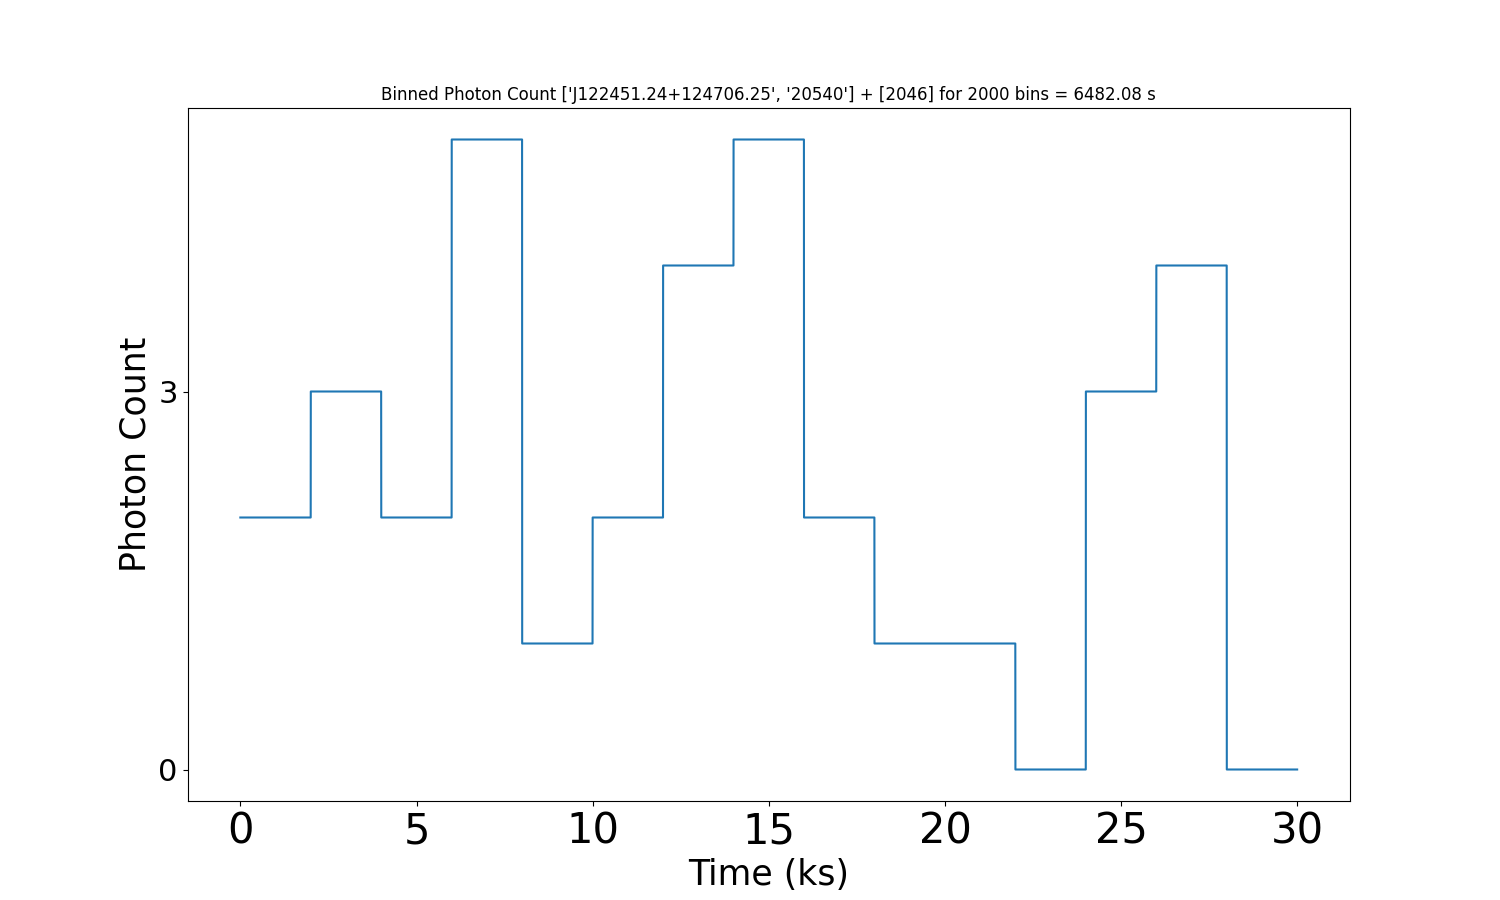 Binned Photon Count ['J122451.24+124706.25', '20540'] + [2046] for 2000 bins = 6482.08 s
Photon Count
3
0
0 5 10 15 20 25 30
Time (ks)